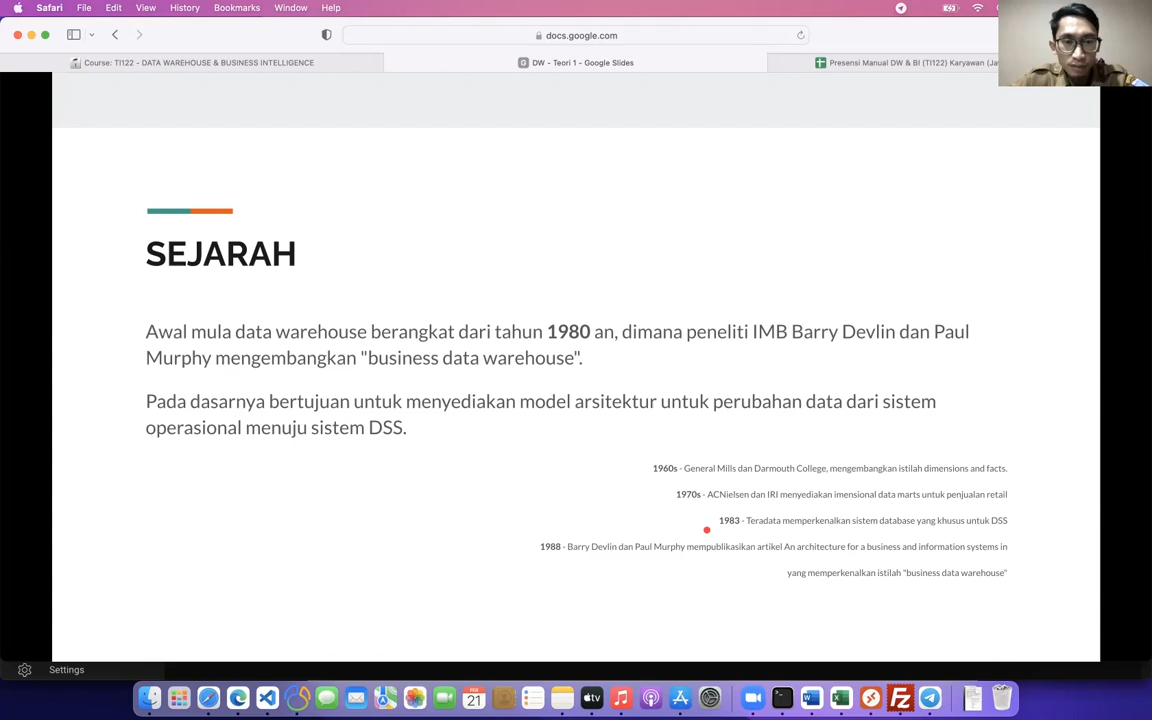 Safari File Edit View History Bookmarks Window Help
docs.google.com
Course: TI122 - DATA WAREHOUSE & BUSINESS INTELLIGENCE
DW - Teori 1 - Google Slides
Presensi Manual DW & BI (TI122) Karyawan (Ja
SEJARAH
Awal mula data warehouse berangkat dari tahun 1980 an, dimana peneliti IMB Barry Devlin dan Paul
Murphy mengembangkan "business data warehouse".
Pada dasarnya bertujuan untuk menyediakan model arsitektur untuk perubahan data dari sistem
operasional menuju sistem DSS.
1960s - General Mills dan Darmouth College, mengembangkan istilah dimensions and facts.
1970s - ACNielsen dan IRI menyediakan imensional data marts untuk penjualan retail
1983 - Teradata memperkenalkan sistem database yang khusus untuk DSS
1988 - Barry Devlin dan Paul Murphy mempublikasikan artikel An architecture for a business and information systems in
yang memperkenalkan istilah "business data warehouse"
Settings
21
tv